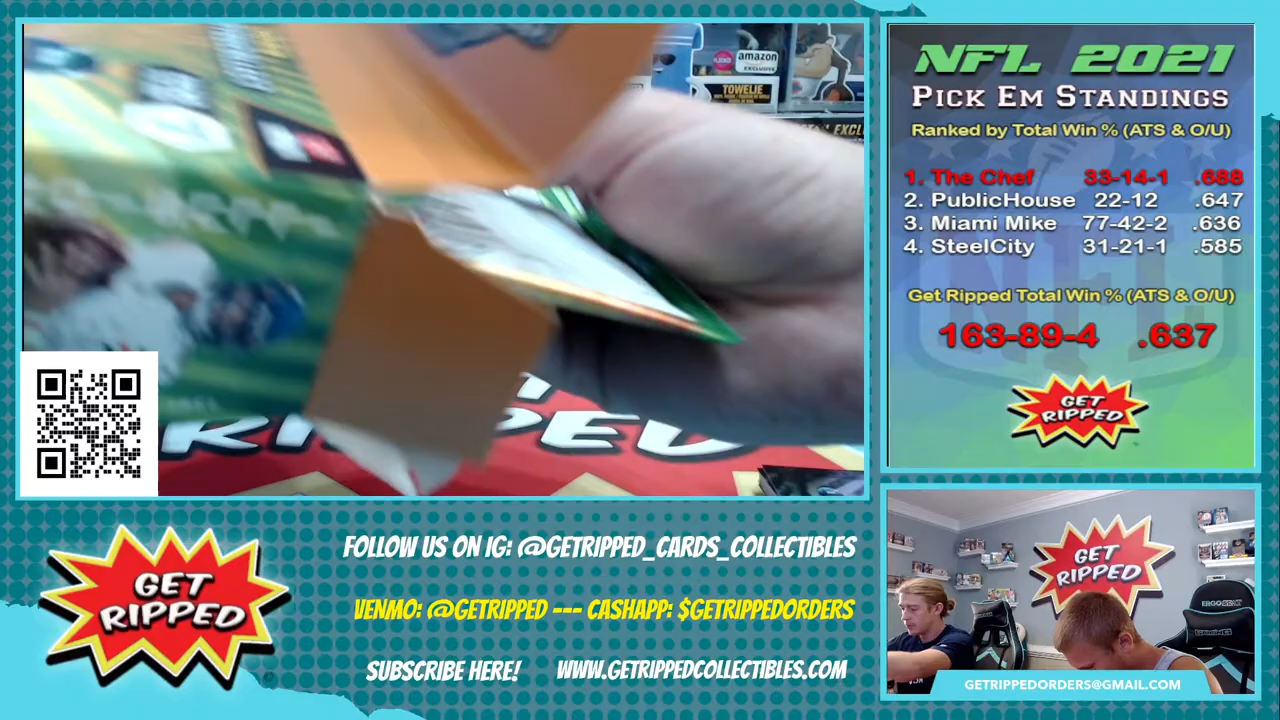 amazon
EXCLUSIVE
TOWELIE
RIPPED
NFL 2021
PICK EM STANDINGS
Ranked by Total Win % (ATS & O/U)
1. The Chef 33-14-1 .688
2. PublicHouse 22-12 .647
3. Miami Mike 77-42-2 .636
4. SteelCity 31-21-1 .585
Get Ripped Total Win % (ATS & O/U)
163-89-4 .637
GET
RIPPED
GET
RIPPED
FOLLOW US ON IG: @GETRIPPED_CARDS_COLLECTIBLES
VENMO: @GETRIPPED --- CASHAPP: $GETRIPPEDORDERS
SUBSCRIBE HERE! WWW.GETRIPPEDCOLLECTIBLES.COM
GET
RIPPED
GETRIPPEDORDERS@GMAIL.COM